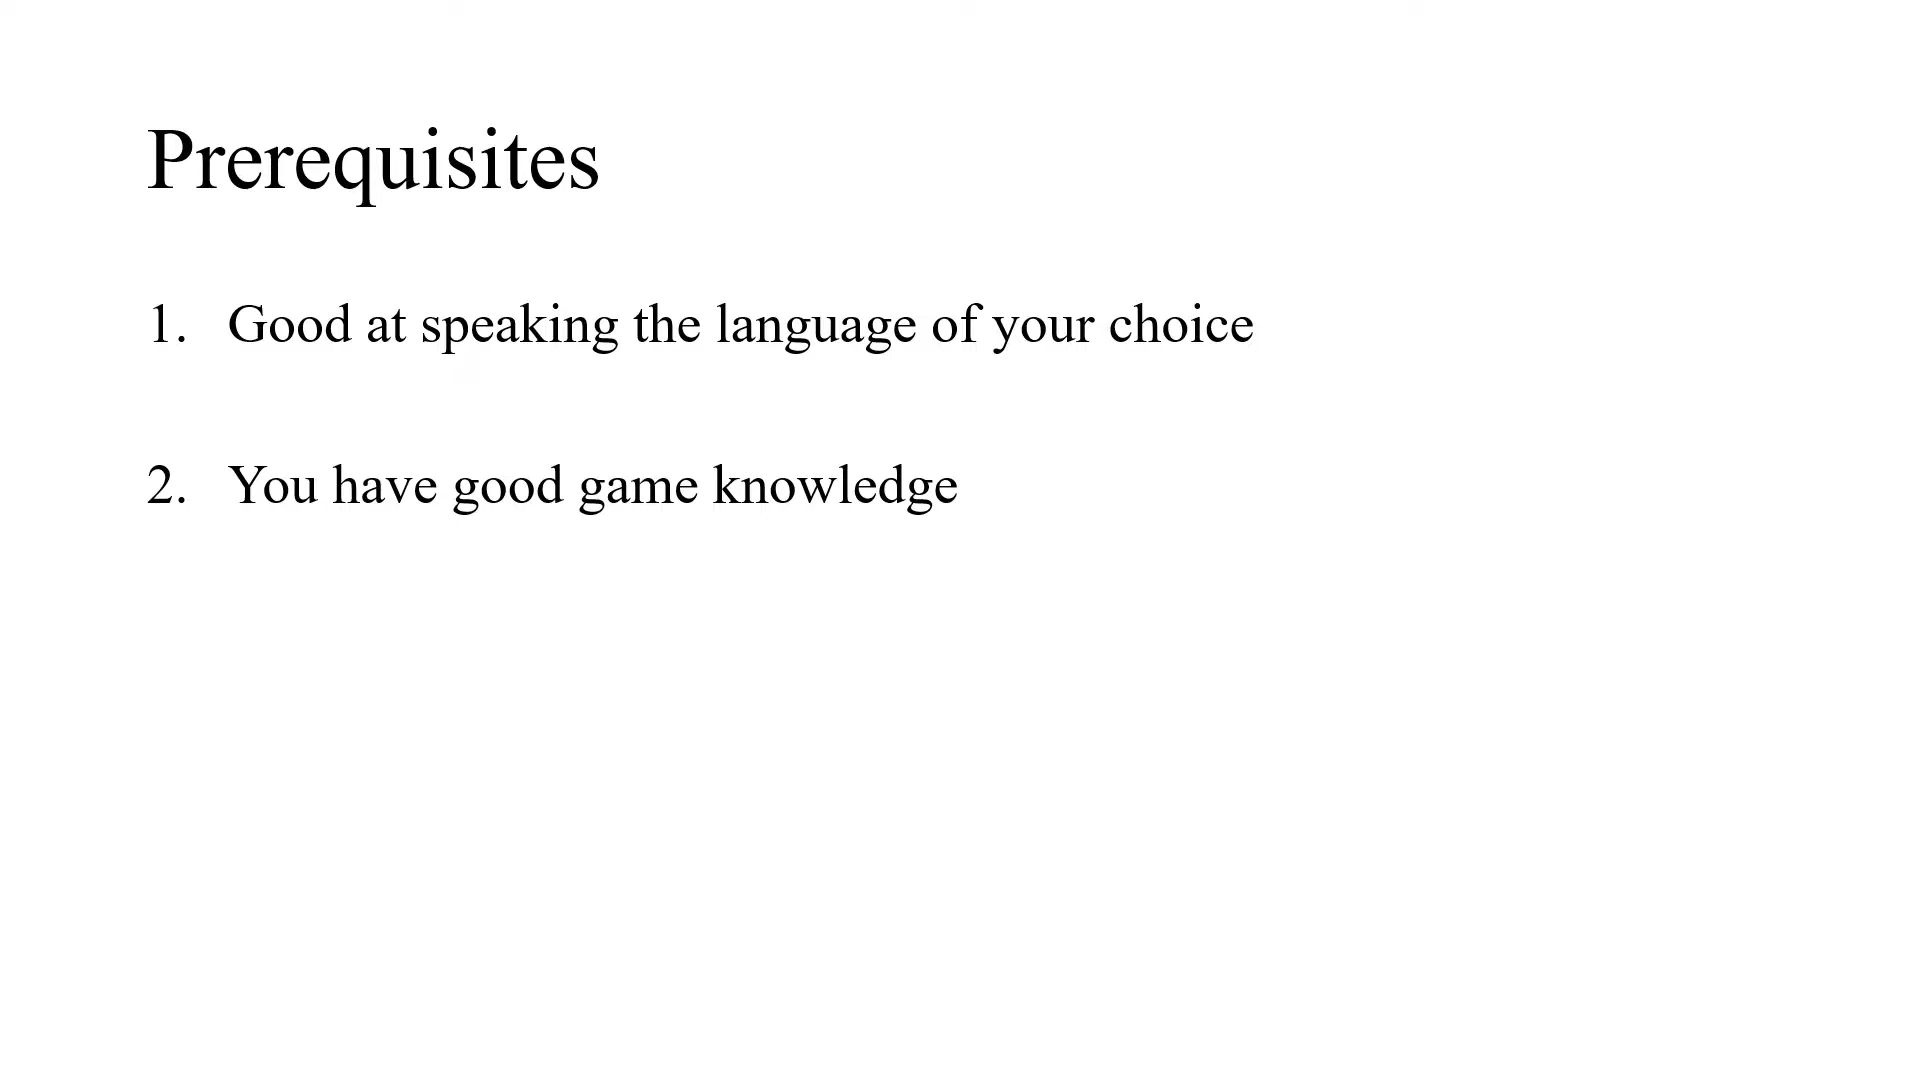 Prerequisites
1. Good at speaking the language of your choice
2. You have good game knowledge